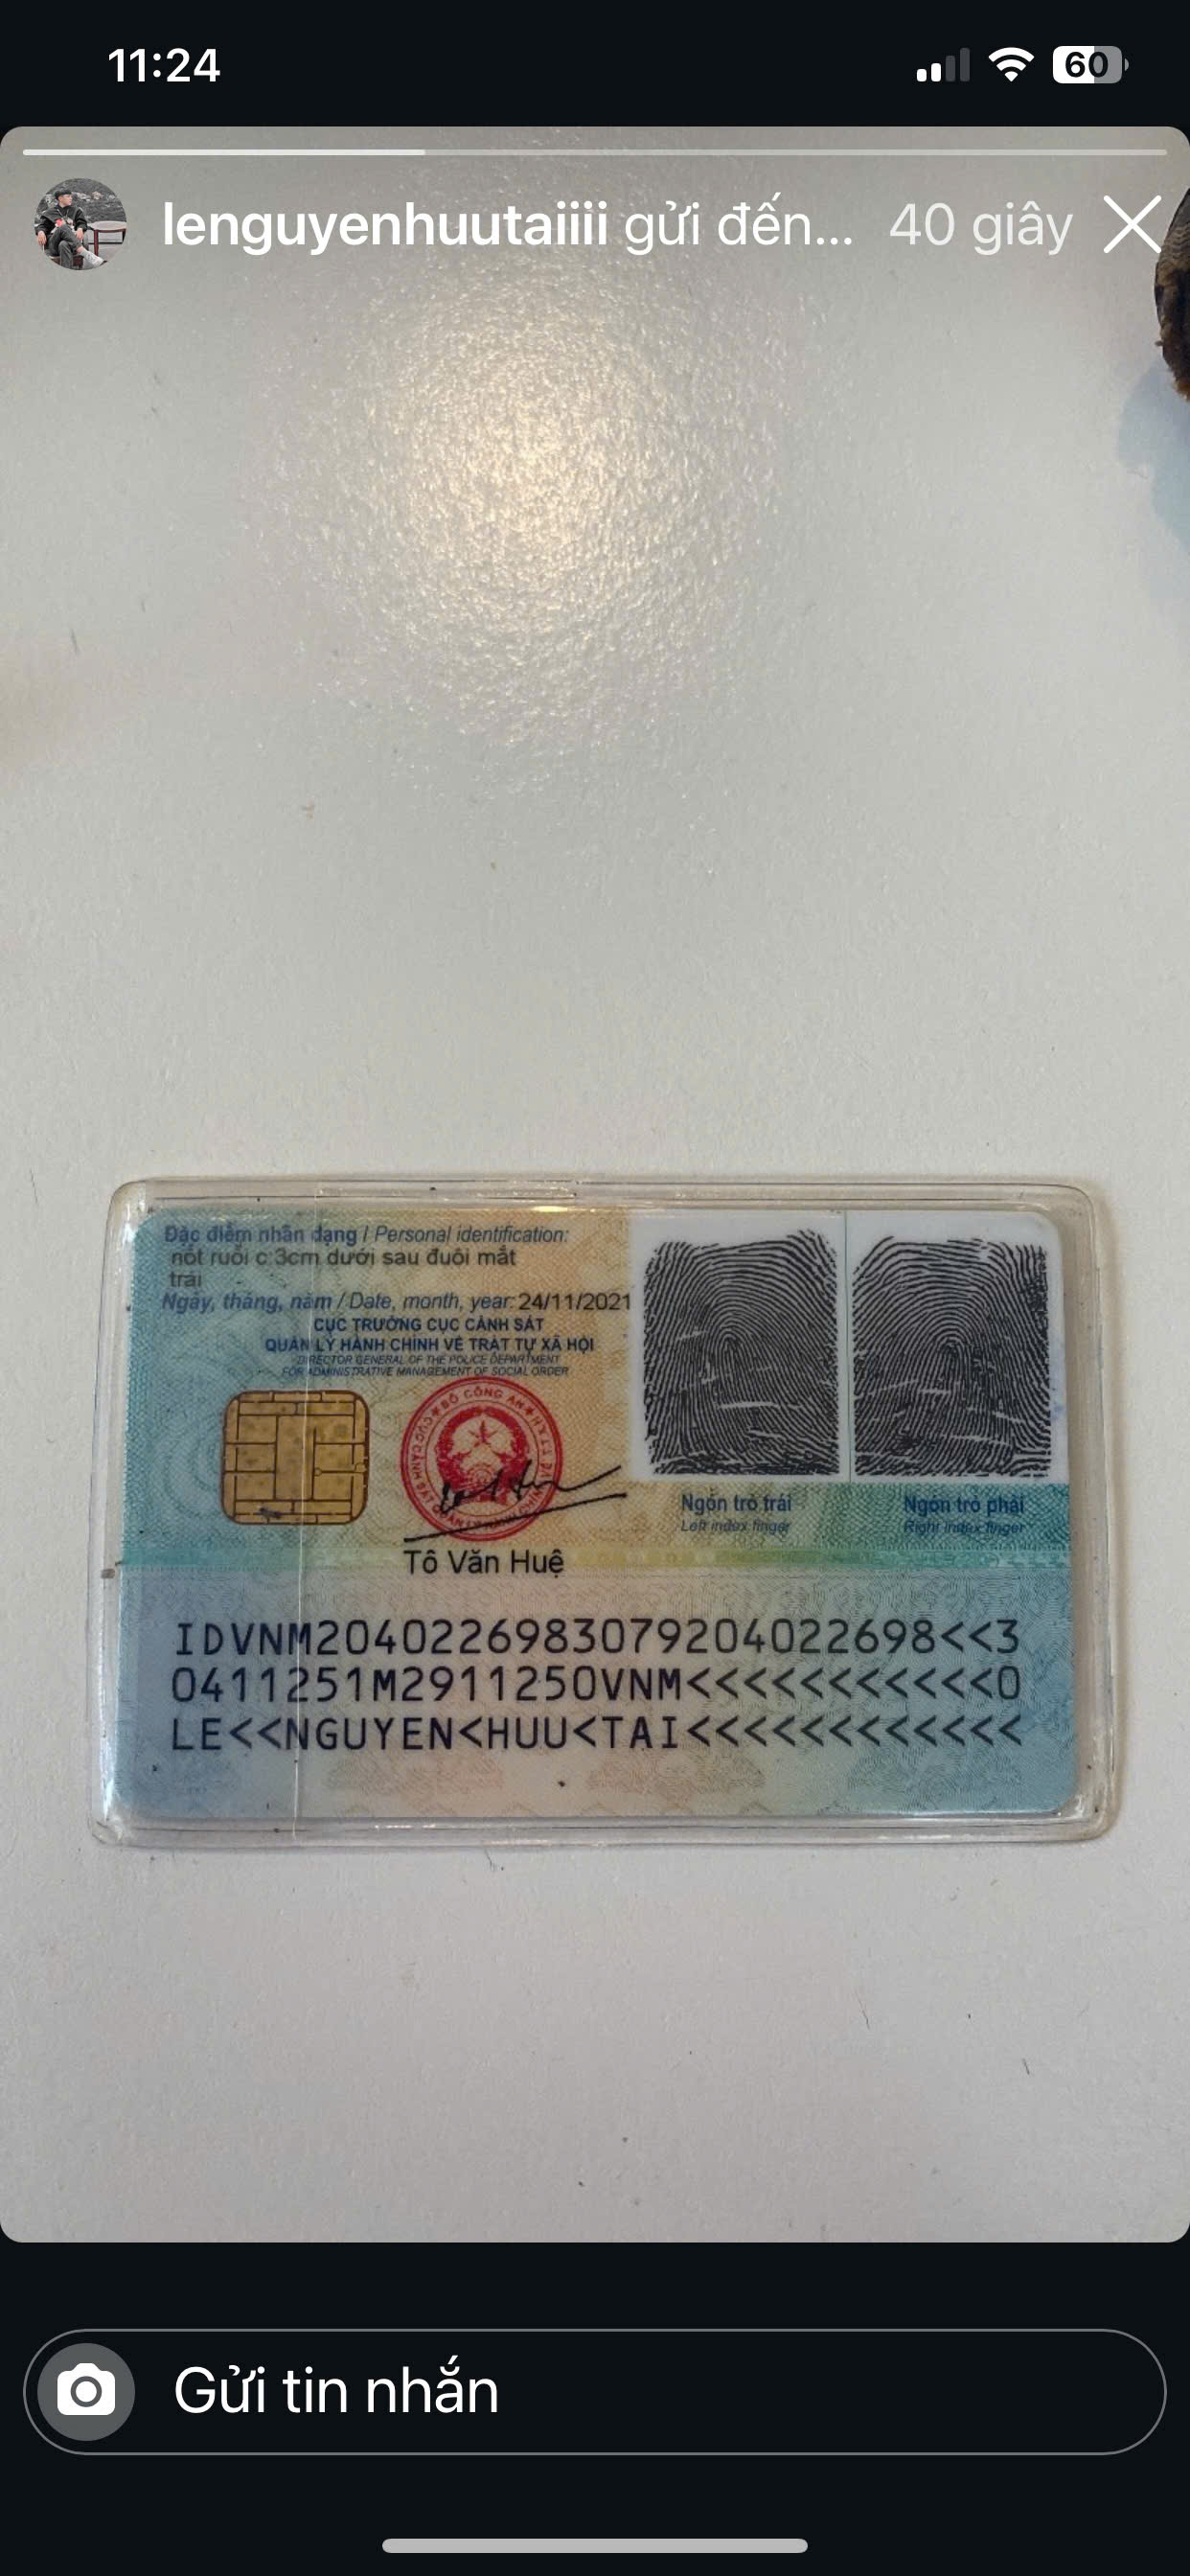 11:24
60
lenguyenhuutaiiii gửi đến... 40 giây
Đặc điểm nhân dạng / Personal identification:
nốt ruồi c:3cm dưới sau đuôi mắt
trái
Ngày, tháng, năm / Date, month, year: 24/11/2021
CỤC TRƯỞNG CỤC CẢNH SÁT
QUẢN LÝ HÀNH CHÍNH VỀ TRẬT TỰ XÃ HỘI
DIRECTOR GENERAL OF THE POLICE DEPARTMENT
FOR ADMINISTRATIVE MANAGEMENT OF SOCIAL ORDER
BỘ CÔNG AN
Ngón trỏ trái
Left index finger
Ngón trỏ phải
Right index finger
Tô Văn Huệ
IDVNM2040226983079204022698<<3
0411251M2911250VNM<<<<<<<<<<<0
LE<<NGUYEN<HUU<TAI<<<<<<<<<<<<
Gửi tin nhắn